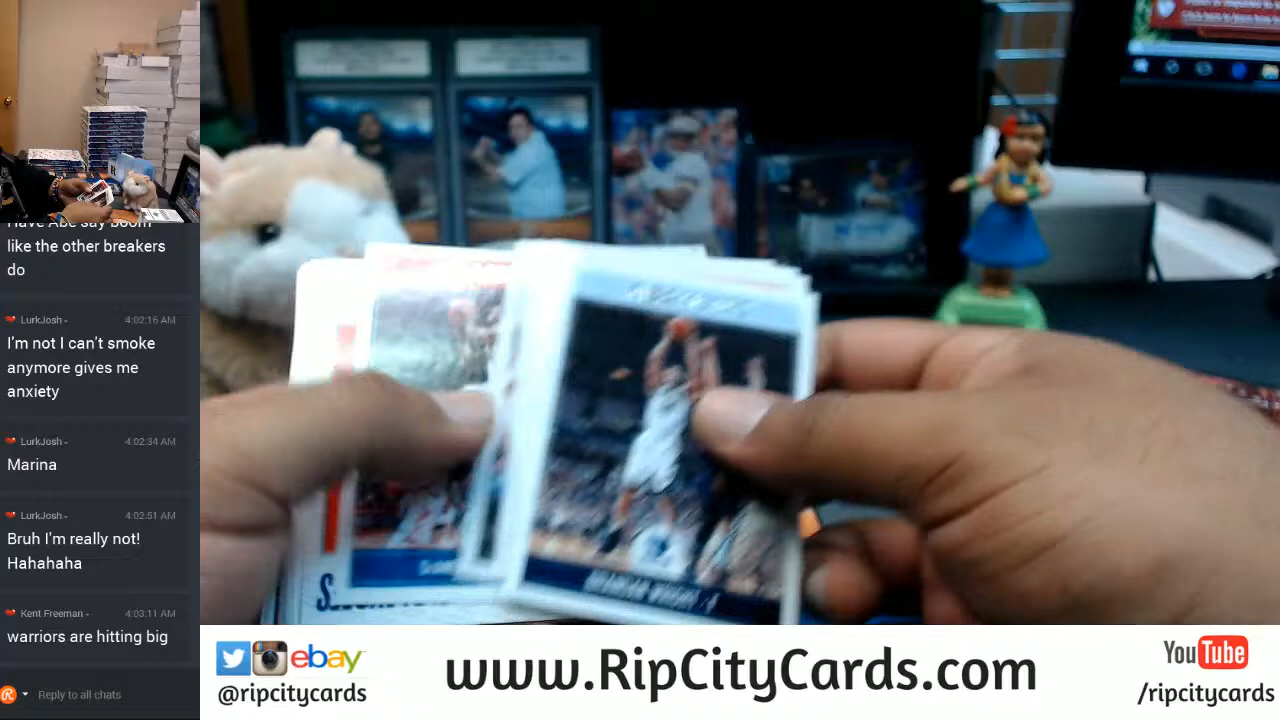 Have Abe say boom
like the other breakers
do
LurkJosh - 4:02:16 AM
I'm not I can't smoke
anymore gives me
anxiety
LurkJosh - 4:02:34 AM
Marina
LurkJosh - 4:02:51 AM
Bruh I'm really not!
Hahahaha
Kent Freeman - 4:03:11 AM
warriors are hitting big
Reply to all chats
ebay
@ripcitycards
www.RipCityCards.com
YouTube
/ripcitycards